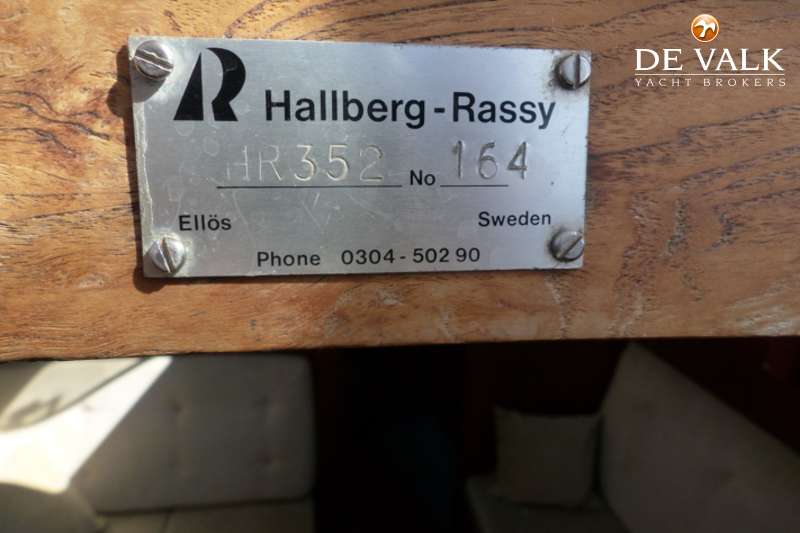 DE VALK
YACHT BROKERS
Hallberg-Rassy
HR352 No 164
Ellös Sweden
Phone 0304-502 90